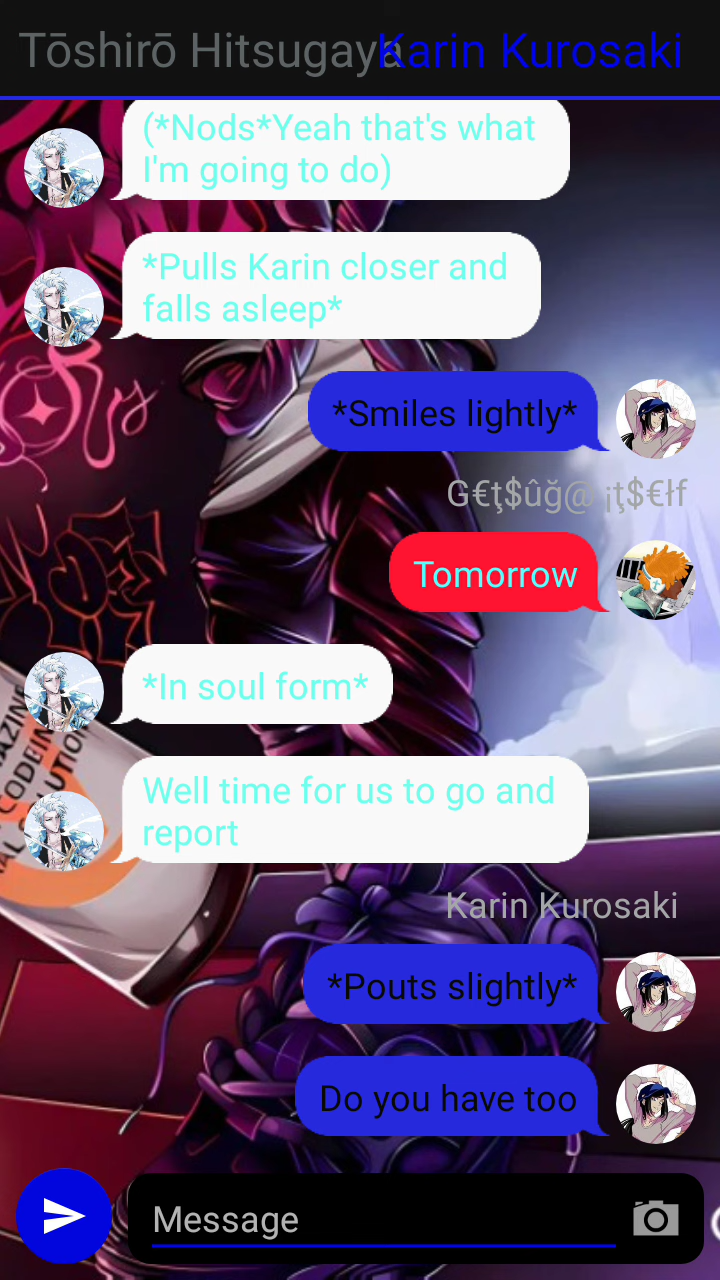 Tōshirō Hitsugaya Karin Kurosaki
(*Nods*Yeah that's what
I'm going to do)
*Pulls Karin closer and
falls asleep*
*Smiles lightly*
G€ţ$ûğ@ ¡ţ$€łf
Tomorrow
*In soul form*
Well time for us to go and
report
Karin Kurosaki
*Pouts slightly*
Do you have too
Message